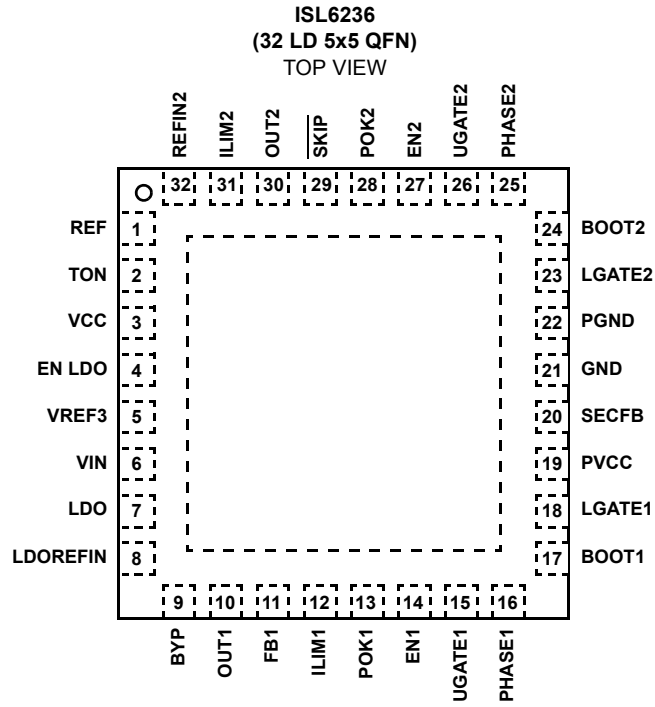 ISL6236
(32 LD 5x5 QFN)
TOP VIEW
REFIN2
ILIM2
OUT2
SKIP
POK2
EN2
UGATE2
PHASE2
32 31 30 29 28 27 26 25
REF 1
TON 2
VCC 3
EN LDO 4
VREF3 5
VIN 6
LDO 7
LDOREFIN 8
24 BOOT2
23 LGATE2
22 PGND
21 GND
20 SECFB
19 PVCC
18 LGATE1
17 BOOT1
9 10 11 12 13 14 15 16
BYP
OUT1
FB1
ILIM1
POK1
EN1
UGATE1
PHASE1